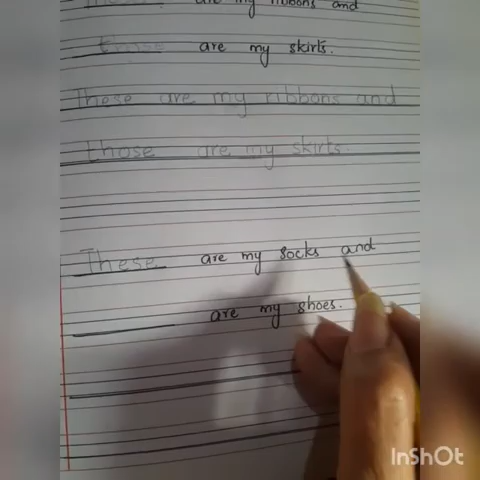 These are my ribbons and
those are my skirts.
These are my ribbons and
those are my skirts.
These are my socks and
are my shoes.
InShOt